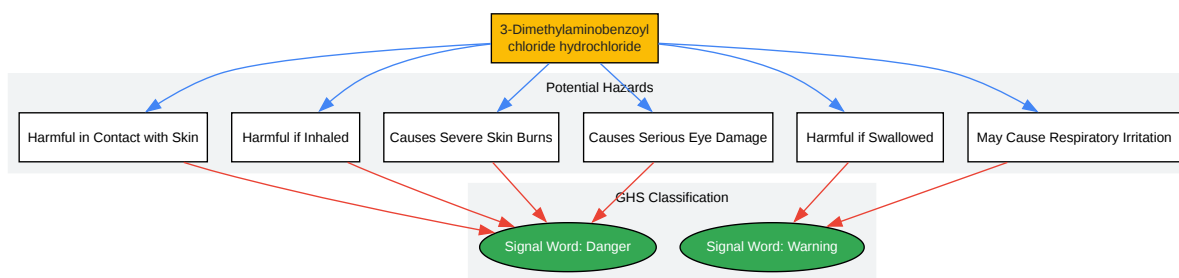 3-Dimethylaminobenzoyl
chloride hydrochloride
Potential Hazards
Harmful in Contact with Skin
Harmful if Inhaled
Causes Severe Skin Burns
Causes Serious Eye Damage
Harmful if Swallowed
May Cause Respiratory Irritation
GHS Classification
Signal Word: Danger
Signal Word: Warning